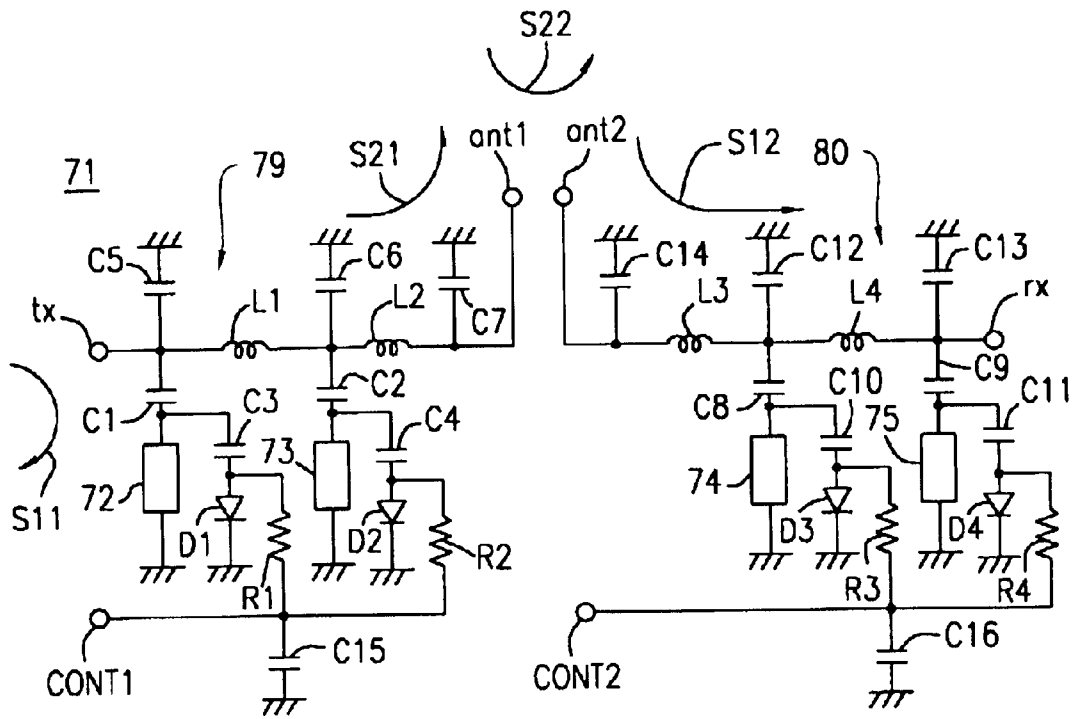 S22
ant1
ant2
S21
S12
71
79
80
C5
C6
C7
C14
C12
C13
L1
L2
L3
L4
tx
rx
C1
C3
C2
C4
C8
C10
C9
C11
72
73
74
75
S11
D1
D2
D3
D4
R1
R2
R3
R4
CONT1
C15
CONT2
C16